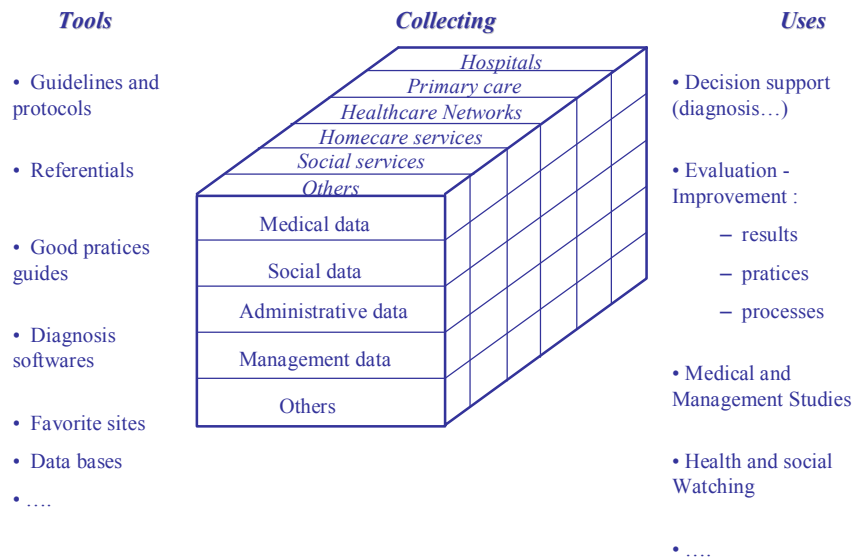 Tools
• Guidelines and
protocols
• Referentials
• Good pratices
guides
• Diagnosis
softwares
• Favorite sites
• Data bases
• ....
Collecting
Hospitals
Primary care
Healthcare Networks
Homecare services
Social services
Others
Medical data
Social data
Administrative data
Management data
Others
Uses
• Decision support
(diagnosis…)
• Evaluation -
Improvement :
– results
– pratices
– processes
• Medical and
Management Studies
• Health and social
Watching
• ....